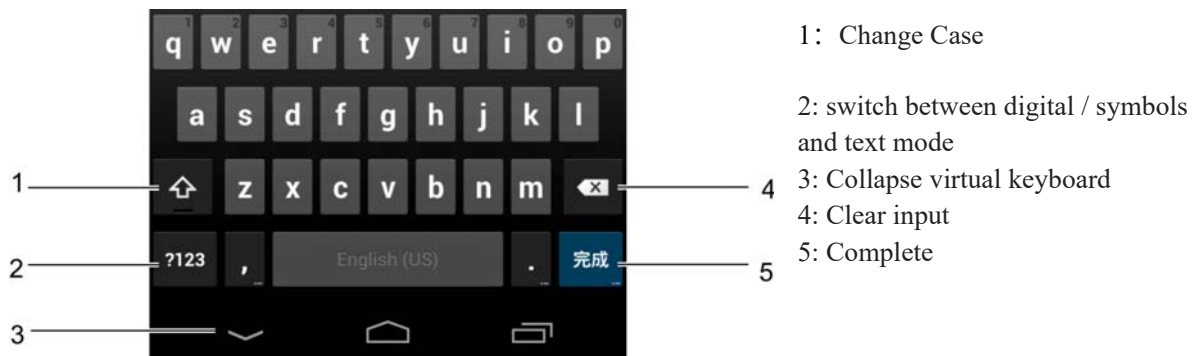 1 2 3 4 5 6 7 8 9 0
q w e r t y u i o p
a s d f g h j k l
1 z x c v b n m 4
2 ?123 , English (US) . 完成 5
3
1：Change Case
2: switch between digital / symbols
and text mode
3: Collapse virtual keyboard
4: Clear input
5: Complete